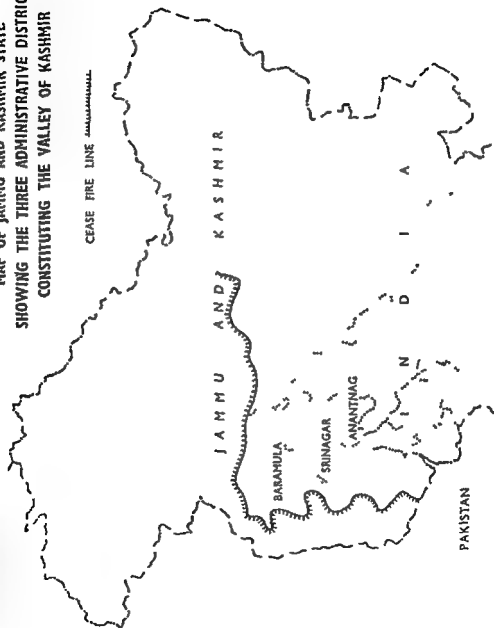 MAP OF JAMMU AND KASHMIR STATE
SHOWING THE THREE ADMINISTRATIVE DISTRIC
CONSTITUTING THE VALLEY OF KASHMIR
CEASE FIRE LINE
JAMMU AND KASHMIR
BARAMULA
SRINAGAR
ANANTNAG
INDIA
PAKISTAN